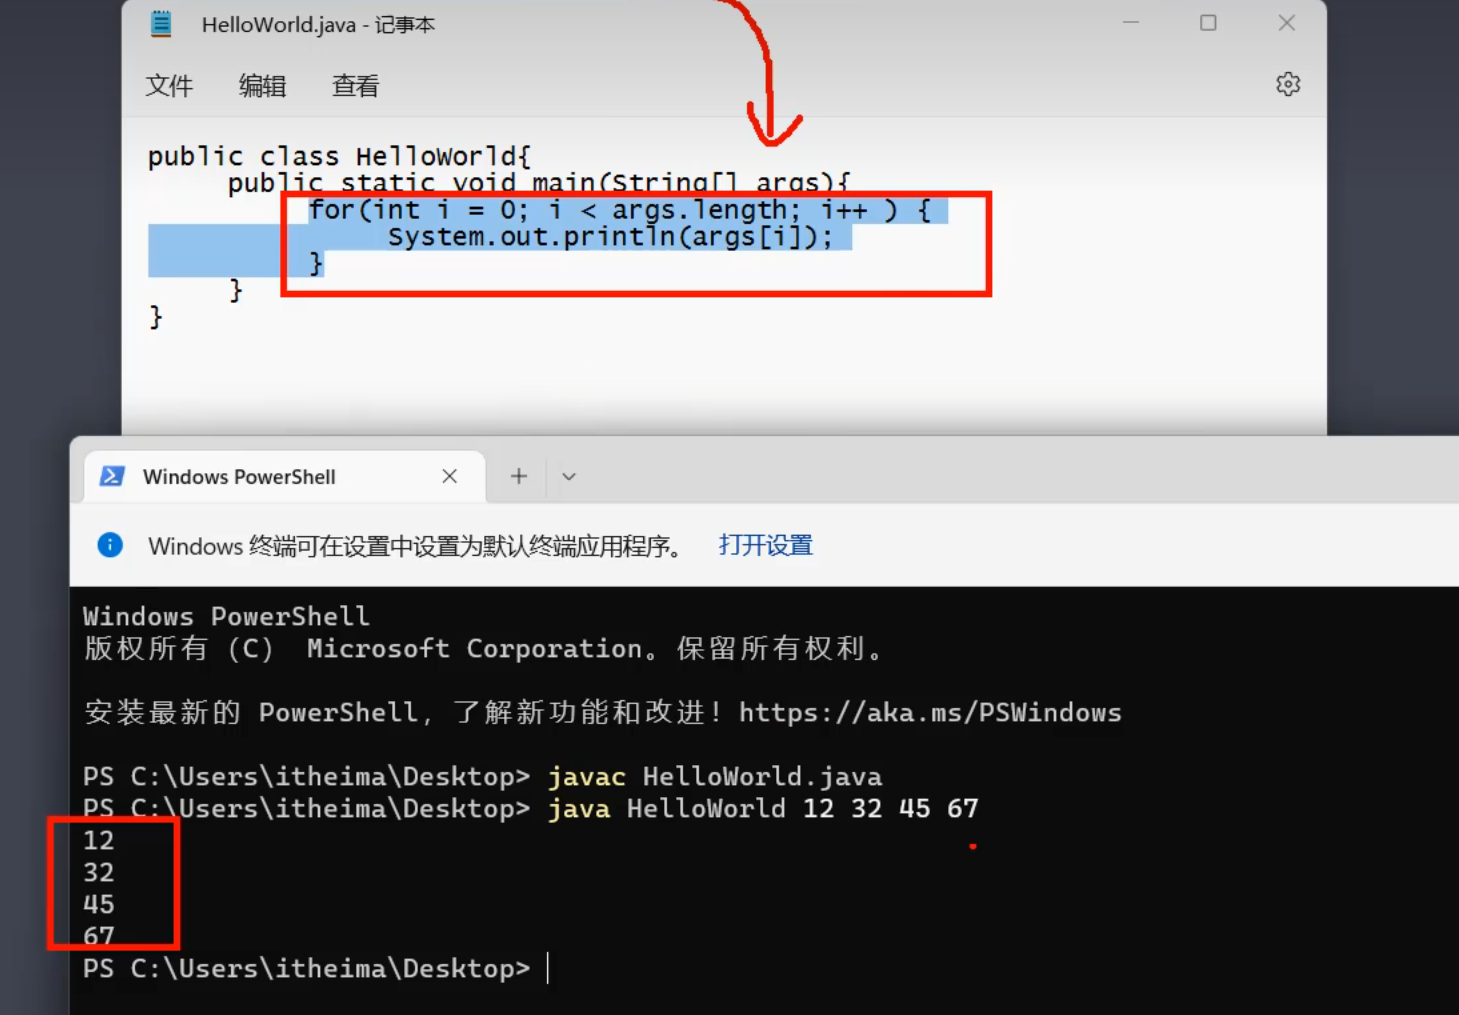 HelloWorld.java - 记事本
文件 编辑 查看
public class HelloWorld{
public static void main(String[] args){
for(int i = 0; i < args.length; i++ ) {
System.out.println(args[i]);
}
}
}
Windows PowerShell
Windows 终端可在设置中设置为默认终端应用程序。 打开设置
Windows PowerShell
版权所有 (C) Microsoft Corporation。保留所有权利。
安装最新的 PowerShell，了解新功能和改进！https://aka.ms/PSWindows
PS C:\Users\itheima\Desktop> javac HelloWorld.java
PS C:\Users\itheima\Desktop> java HelloWorld 12 32 45 67
12
32
45
67
PS C:\Users\itheima\Desktop>